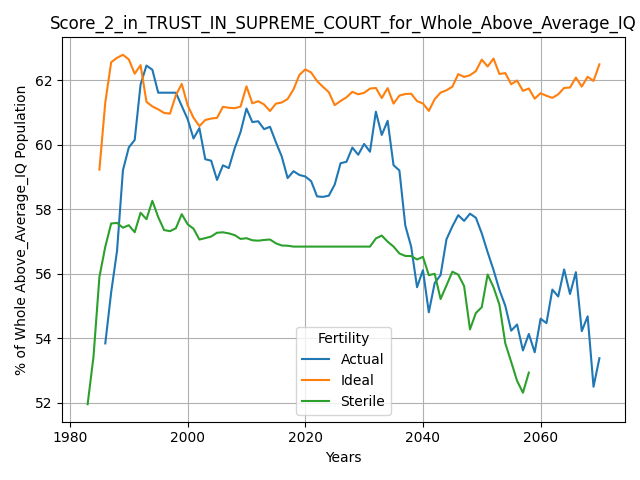 Score_2_in_TRUST_IN_SUPREME_COURT_for_Whole_Above_Average_IQ
% of Whole Above_Average_IQ Population
62
60
58
56
54
52
Fertility
Actual
Ideal
Sterile
1980
2000
2020
2040
2060
Years